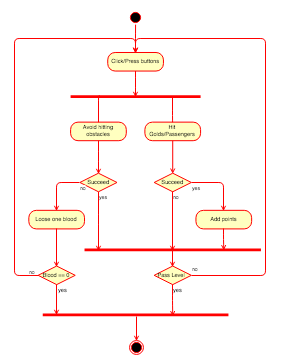 Click/Press buttons
Avoid hitting
obstacles
Hit
Golds/Passengers
Succeed
Succeed
no
yes
no
yes
Loose one blood
Add points
no
Blood == 0
Pass Level
no
yes
yes